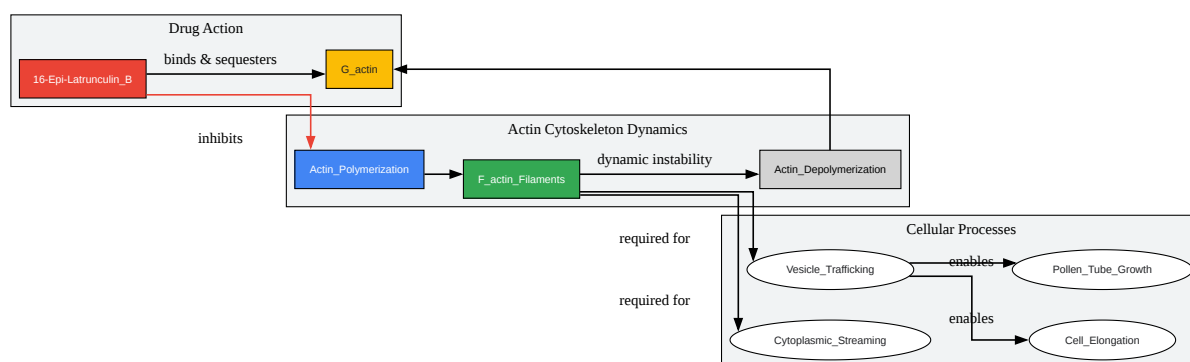 Drug Action
binds & sequesters
16-Epi-Latrunculin_B
G_actin
inhibits
Actin Cytoskeleton Dynamics
dynamic instability
Actin_Polymerization
F_actin_Filaments
Actin_Depolymerization
Cellular Processes
required for
Vesicle_Trafficking
enables
Pollen_Tube_Growth
required for
enables
Cytoplasmic_Streaming
Cell_Elongation